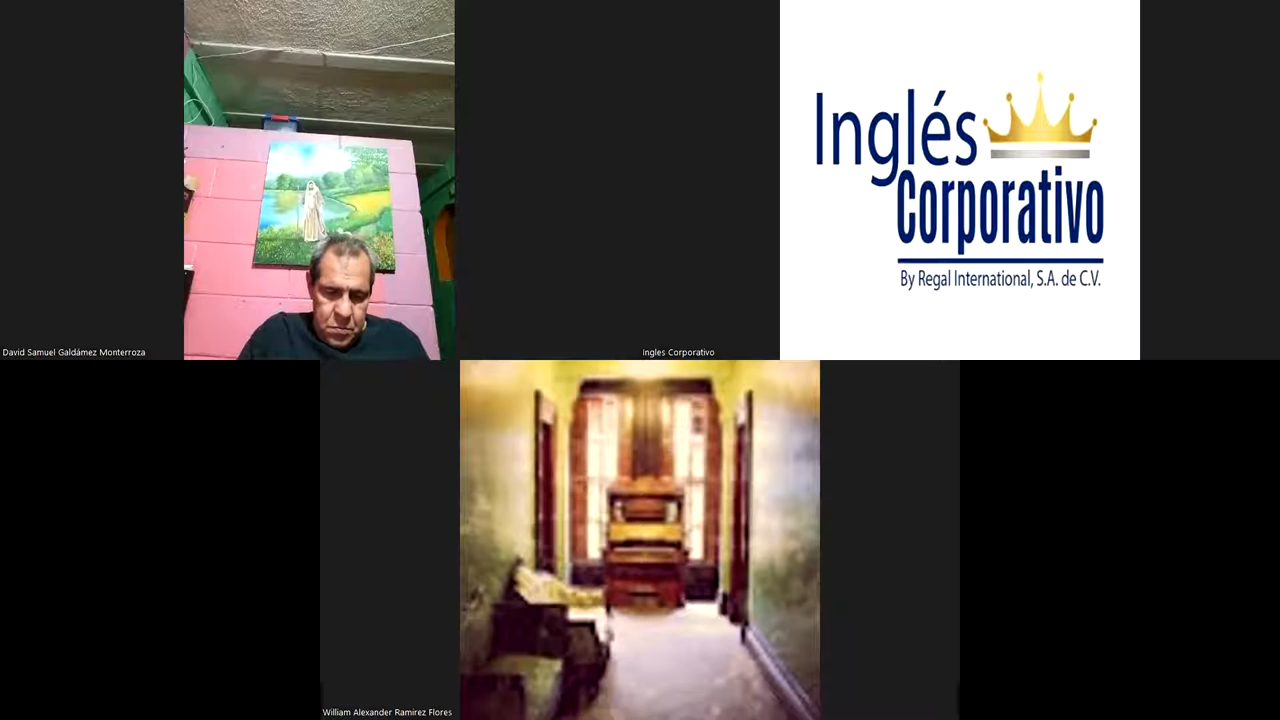 Inglés
Corporativo
By Regal International, S.A. de C.V.
David Samuel Galdámez Monterroza
Ingles Corporativo
William Alexander Ramirez Flores